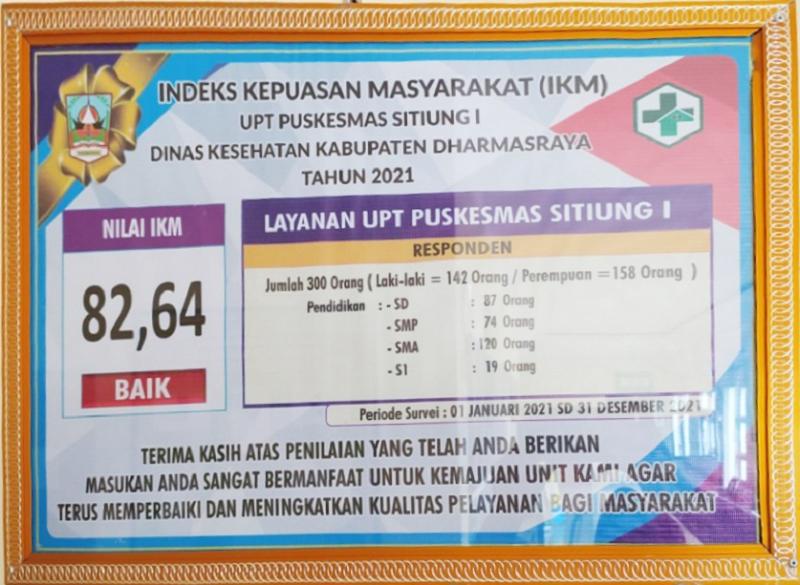 INDEKS KEPUASAN MASYARAKAT (IKM)
UPT PUSKESMAS SITIUNG I
DINAS KESEHATAN KABUPATEN DHARMASRAYA
TAHUN 2021
NILAI IKM
82,64
BAIK
LAYANAN UPT PUSKESMAS SITIUNG I
RESPONDEN
Jumlah 300 Orang ( Laki-laki = 142 Orang / Perempuan =158 Orang )
Pendidikan : - SD : 87 Orang
- SMP : 74 Orang
- SMA : 120 Orang
- S1 : 19 Orang
Periode Survei : 01 JANUARI 2021 SD 31 DESEMBER 2021
TERIMA KASIH ATAS PENILAIAN YANG TELAH ANDA BERIKAN
MASUKAN ANDA SANGAT BERMANFAAT UNTUK KEMAJUAN UNIT KAMI AGAR
TERUS MEMPERBAIKI DAN MENINGKATKAN KUALITAS PELAYANAN BAGI MASYARAKAT